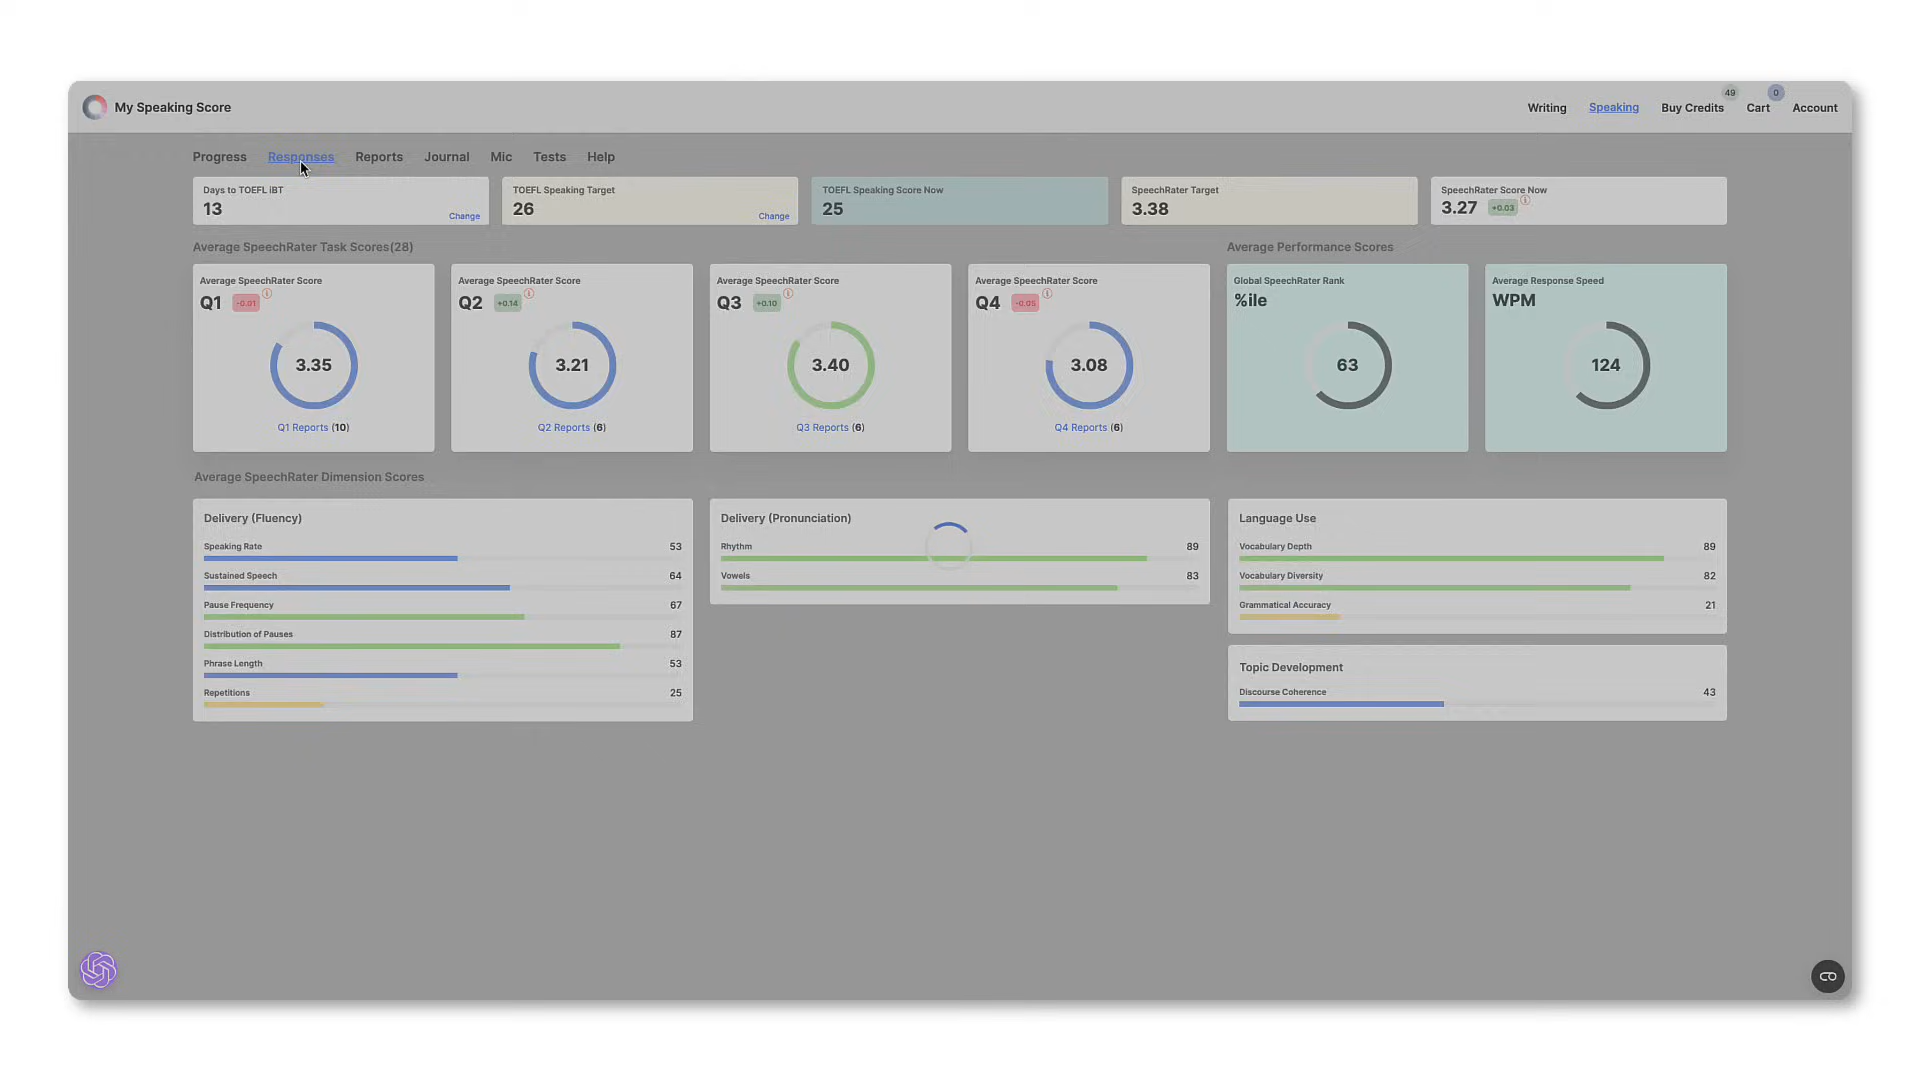 My Speaking Score
Writing
Speaking
Buy Credits
49
Cart
0
Account
Progress
Responses
Reports
Journal
Mic
Tests
Help
Days to TOEFL iBT
13
Change
TOEFL Speaking Target
26
Change
TOEFL Speaking Score Now
25
SpeechRater Target
3.38
SpeechRater Score Now
3.27 +0.03
Average SpeechRater Task Scores(28)
Average SpeechRater Score
Q1 -0.01
3.35
Q1 Reports (10)
Average SpeechRater Score
Q2 +0.14
3.21
Q2 Reports (6)
Average SpeechRater Score
Q3 +0.10
3.40
Q3 Reports (6)
Average SpeechRater Score
Q4 -0.05
3.08
Q4 Reports (6)
Average Performance Scores
Global SpeechRater Rank
%ile
63
Average Response Speed
WPM
124
Average SpeechRater Dimension Scores
Delivery (Fluency)
Speaking Rate 53
Sustained Speech 64
Pause Frequency 67
Distribution of Pauses 87
Phrase Length 53
Repetitions 25
Delivery (Pronunciation)
Rhythm 89
Vowels 83
Language Use
Vocabulary Depth 89
Vocabulary Diversity 82
Grammatical Accuracy 21
Topic Development
Discourse Coherence 43